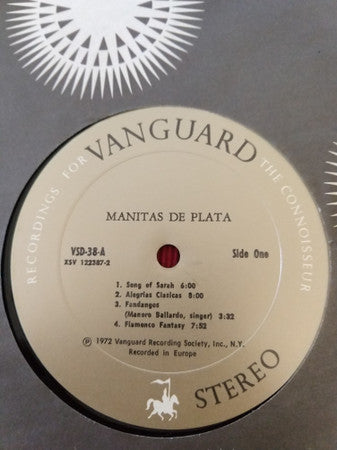 RECORDINGS FOR VANGUARD THE CONNOISSEUR
MANITAS DE PLATA
VSD-38-A Side One
XSV 122387-2
1. Song of Sarah 6:00
2. Alegrias Clasicas 8:00
3. Fandangos
(Manero Ballardo, singer) 3:32
4. Flamenco Fantasy 7:52
℗ 1972 Vanguard Recording Society, Inc., N.Y.
Recorded in Europe
STEREO